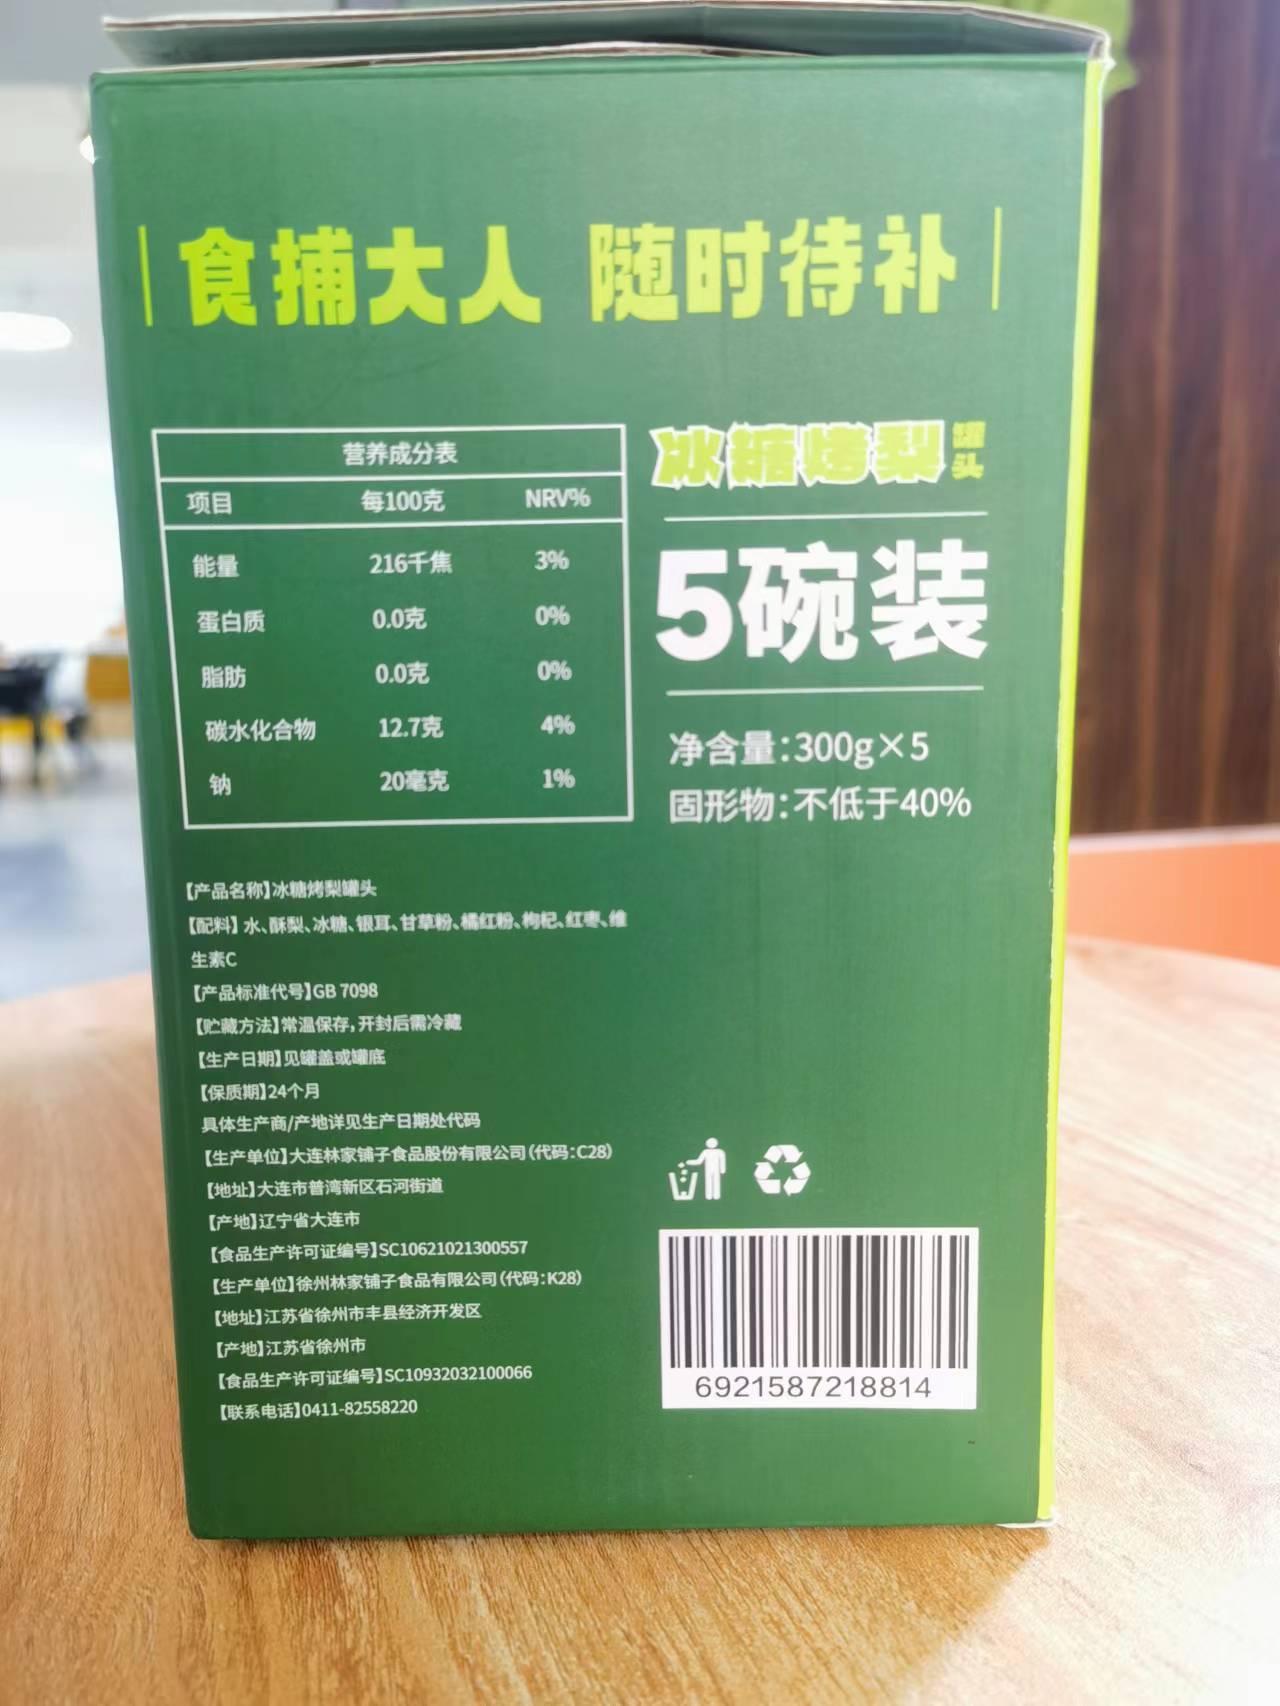 食捕大人 随时待补
营养成分表
项目 每100克 NRV%
能量 216千焦 3%
蛋白质 0.0克 0%
脂肪 0.0克 0%
碳水化合物 12.7克 4%
钠 20毫克 1%
冰糖烤梨罐头
5碗装
净含量:300g×5
固形物:不低于40%
【产品名称】冰糖烤梨罐头
【配料】水、酥梨、冰糖、银耳、甘草粉、橘红粉、枸杞、红枣、维
生素C
【产品标准代号】GB 7098
【贮藏方法】常温保存,开封后需冷藏
【生产日期】见罐盖或罐底
【保质期】24个月
具体生产商/产地详见生产日期处代码
【生产单位】大连林家铺子食品股份有限公司(代码:C28)
【地址】大连市普湾新区石河街道
【产地】辽宁省大连市
【食品生产许可证编号】SC10621021300557
【生产单位】徐州林家铺子食品有限公司(代码:K28)
【地址】江苏省徐州市丰县经济开发区
【产地】江苏省徐州市
【食品生产许可证编号】SC10932032100066
【联系电话】0411-82558220
6921587218814